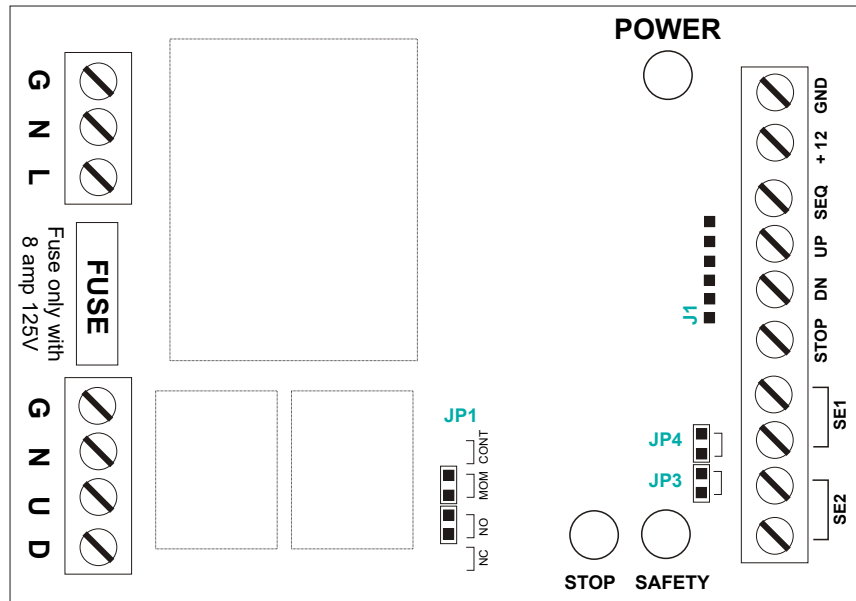 POWER
G
N
L
FUSE
Fuse only with
8 amp 125V
G
N
U
D
JP1
CONT
MOM
NO
NC
J1
JP4
JP3
STOP
SAFETY
GND
+12
SEQ
UP
DN
STOP
SE1
SE2